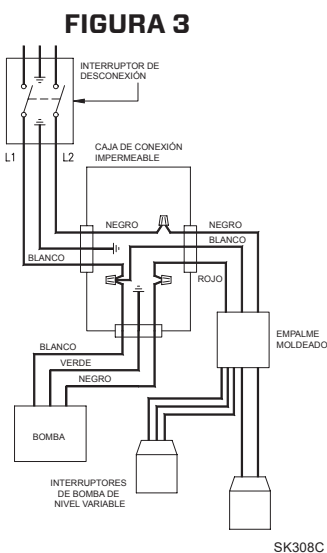 FIGURA 3
INTERRUPTOR DE
DESCONEXIÓN
L1
L2
CAJA DE CONEXIÓN
IMPERMEABLE
NEGRO
NEGRO
BLANCO
BLANCO
ROJO
EMPALME
MOLDEADO
BLANCO
VERDE
NEGRO
BOMBA
INTERRUPTORES
DE BOMBA DE
NIVEL VARIABLE
SK308C